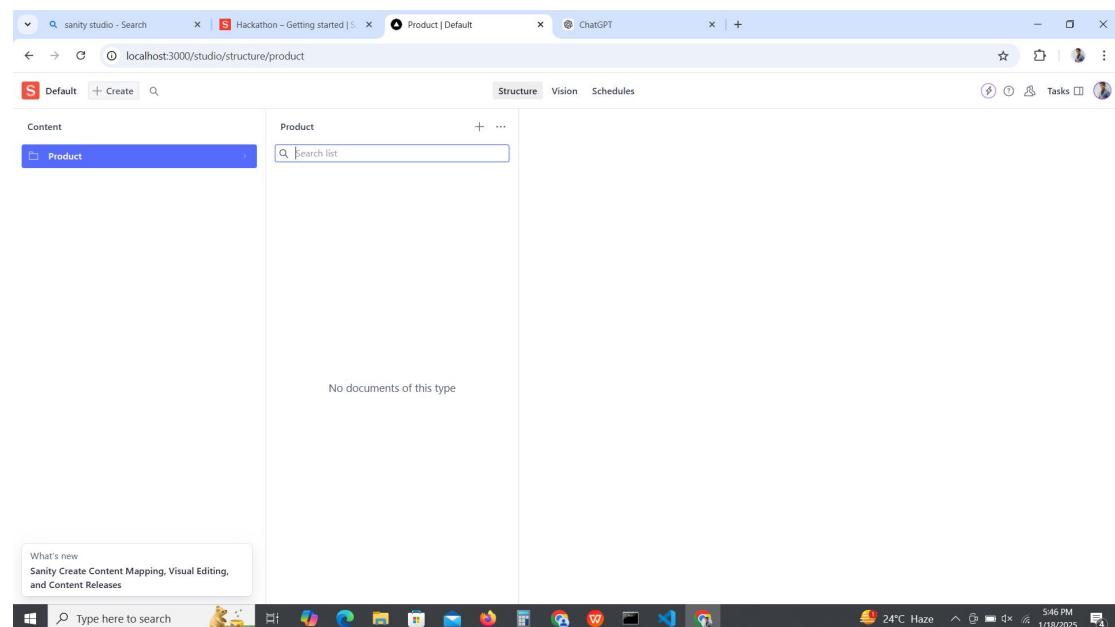 sanity studio - Search
Hackathon – Getting started | S.
Product | Default
ChatGPT
localhost:3000/studio/structure/product
S Default
+ Create
Structure Vision Schedules
Tasks
Content
Product
Product
Search list
No documents of this type
What's new
Sanity Create Content Mapping, Visual Editing,
and Content Releases
Type here to search
24°C Haze
5:46 PM
1/18/2025
4